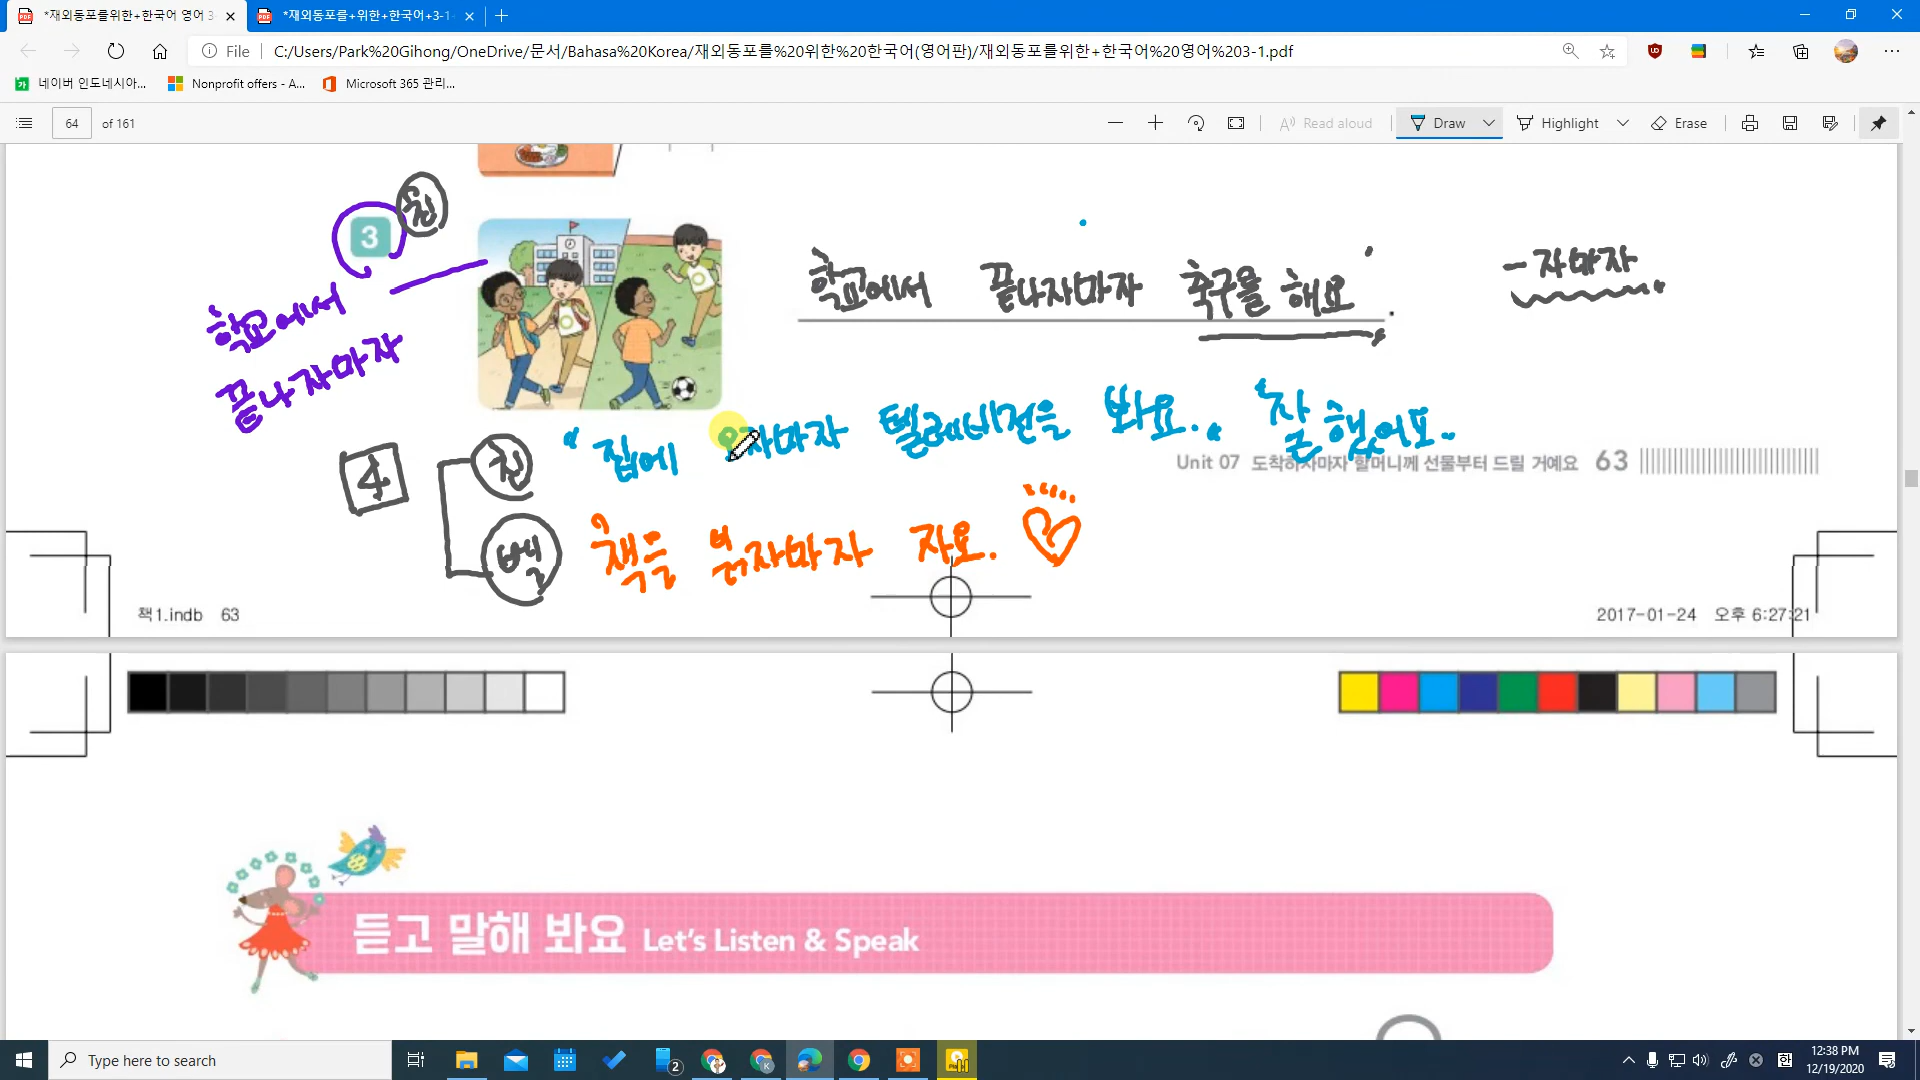 *재외동포를위한+한국어 영어 3
*재외동포를+위한+한국어+3-1
File
C:/Users/Park%20Gihong/OneDrive/문서/Bahasa%20Korea/재외동포를%20위한%20한국어(영어판)/재외동포를위한+한국어%20영어%203-1.pdf
네이버 인도네시아...
Nonprofit offers - A...
Microsoft 365 관리...
64 of 161
Read aloud
Draw
Highlight
Erase
3
학교에서 끝나자마자 축구를 해요.
-자마자
학교에서
끝나자마자
4
친 집에 오자마자 텔레비전을 봐요. 잘 했어요
Unit 07 도착하자마자 할머니께 선물부터 드릴 거예요 63
책을 읽자마자 자요.
책1.indb 63
2017-01-24 오후 6:27:21
듣고 말해 봐요 Let's Listen & Speak
Type here to search
2
한
12:38 PM
12/19/2020